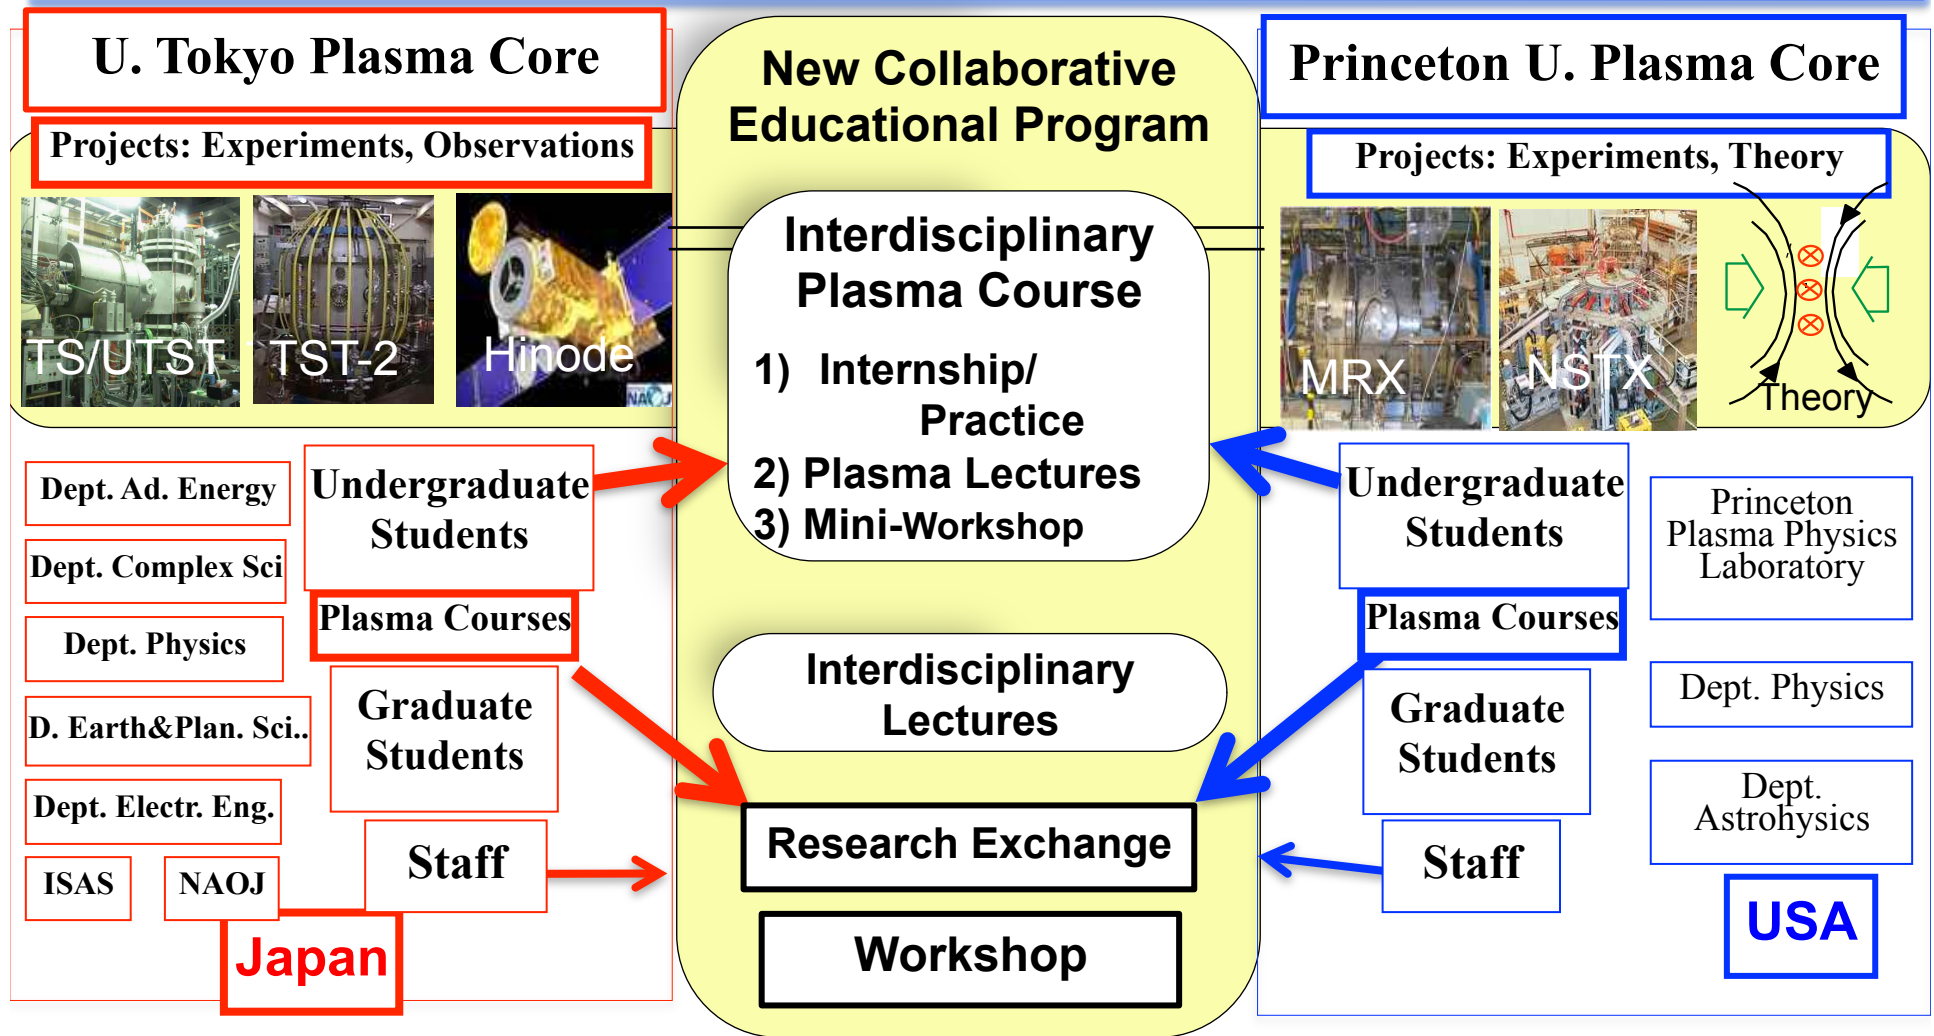 U. Tokyo Plasma Core
Projects: Experiments, Observations
TS/UTST
TST-2
Hinode
NAOJ
Dept. Ad. Energy
Dept. Complex Sci
Dept. Physics
D. Earth&Plan. Sci..
Dept. Electr. Eng.
ISAS
NAOJ
Japan
Undergraduate
Students
Plasma Courses
Graduate
Students
Staff
New Collaborative
Educational Program
Interdisciplinary
Plasma Course
1) Internship/
Practice
2) Plasma Lectures
3) Mini-Workshop
Interdisciplinary
Lectures
Research Exchange
Workshop
Princeton U. Plasma Core
Projects: Experiments, Theory
MRX
NSTX
Theory
Undergraduate
Students
Plasma Courses
Graduate
Students
Staff
Princeton
Plasma Physics
Laboratory
Dept. Physics
Dept.
Astrohysics
USA